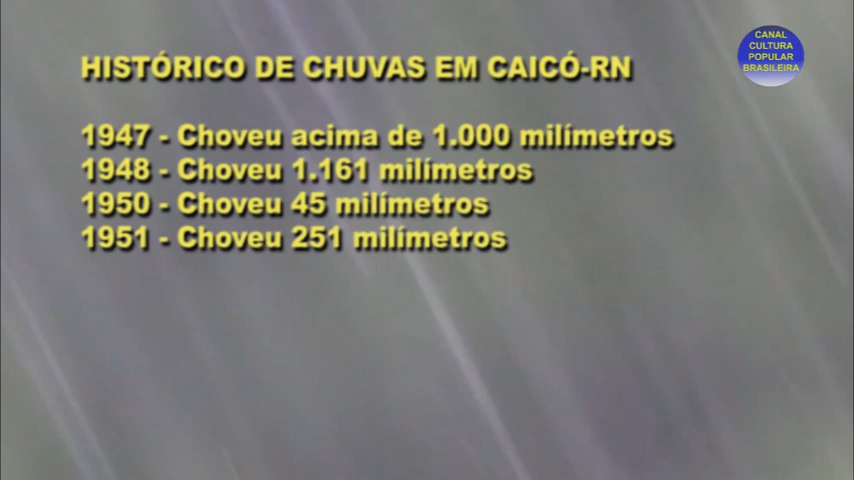 HISTÓRICO DE CHUVAS EM CAICÓ-RN
1947 - Choveu acima de 1.000 milímetros
1948 - Choveu 1.161 milímetros
1950 - Choveu 45 milímetros
1951 - Choveu 251 milímetros
CANAL
CULTURA
POPULAR
BRASILEIRA